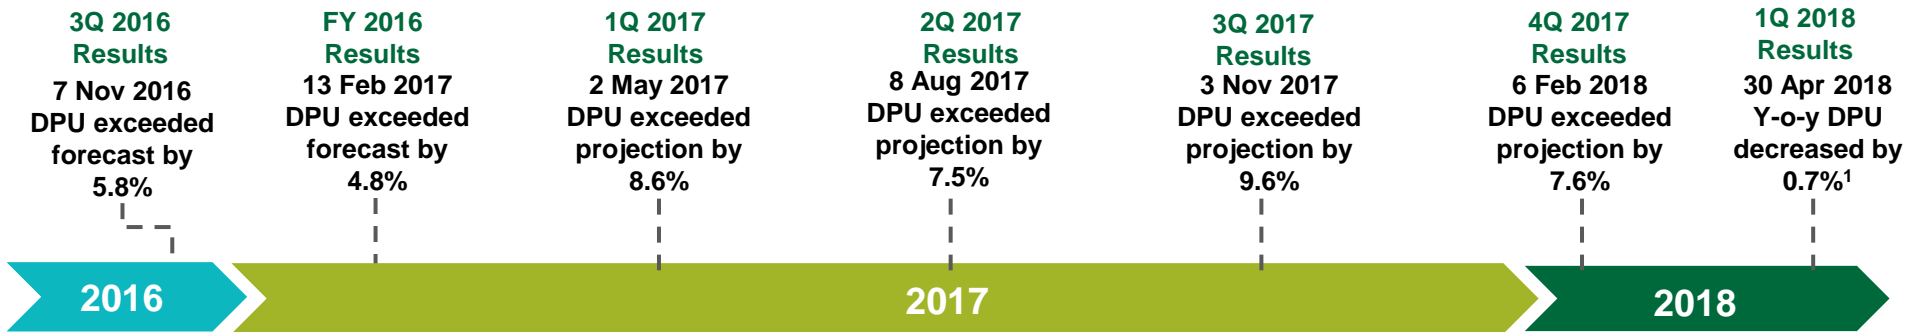 3Q 2016
Results
7 Nov 2016
DPU exceeded
forecast by
5.8%
FY 2016
Results
13 Feb 2017
DPU exceeded
forecast by
4.8%
1Q 2017
Results
2 May 2017
DPU exceeded
projection by
8.6%
2Q 2017
Results
8 Aug 2017
DPU exceeded
projection by
7.5%
3Q 2017
Results
3 Nov 2017
DPU exceeded
projection by
9.6%
4Q 2017
Results
6 Feb 2018
DPU exceeded
projection by
7.6%
1Q 2018
Results
30 Apr 2018
Y-o-y DPU
decreased by
0.7%¹
2016
2017
2018